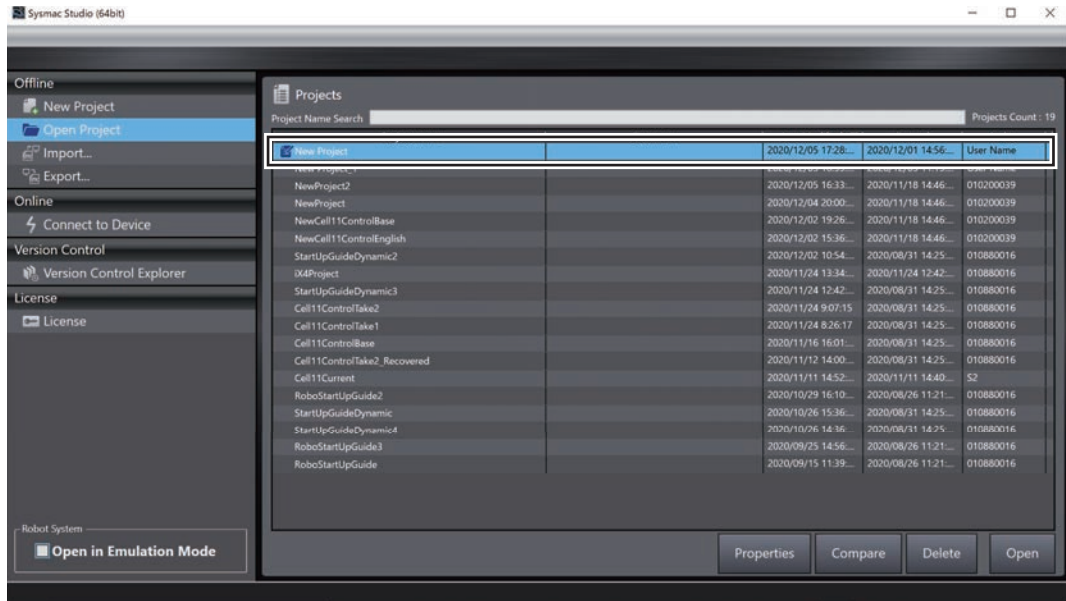 Sysmac Studio (64bit)
Offline
New Project
Open Project
Import...
Export...
Online
Connect to Device
Version Control
Version Control Explorer
License
License
Robot System
Open in Emulation Mode
Projects
Project Name Search Projects Count : 19
New Project 2020/12/05 17:28:... 2020/12/01 14:56:... User Name
NewProject2 2020/12/05 16:33:... 2020/11/18 14:46:... 010200039
NewProject 2020/12/04 20:00:... 2020/11/18 14:46:... 010200039
NewCell11ControlBase 2020/12/02 19:26:... 2020/11/18 14:46:... 010200039
NewCell11ControlEnglish 2020/12/02 15:36:... 2020/11/18 14:46:... 010200039
StartUpGuideDynamic2 2020/12/02 10:54:... 2020/08/31 14:25:... 010880016
iX4Project 2020/11/24 13:34:... 2020/11/24 12:42:... 010880016
StartUpGuideDynamic3 2020/11/24 12:42:... 2020/08/31 14:25:... 010880016
Cell11ControlTake2 2020/11/24 9:07:15 2020/08/31 14:25:... 010880016
Cell11ControlTake1 2020/11/24 8:26:17 2020/08/31 14:25:... 010880016
Cell11ControlBase 2020/11/16 16:01:... 2020/08/31 14:25:... 010880016
Cell11ControlTake2_Recovered 2020/11/12 14:00:... 2020/08/31 14:25:... 010880016
Cell11Current 2020/11/11 14:52:... 2020/11/11 14:40:... S2
RoboStartUpGuide2 2020/10/29 16:10:... 2020/08/26 11:21:... 010880016
StartUpGuideDynamic 2020/10/26 15:36:... 2020/08/31 14:25:... 010880016
StartUpGuideDynamic4 2020/10/26 14:36:... 2020/08/31 14:25:... 010880016
RoboStartUpGuide3 2020/09/25 14:56:... 2020/08/26 11:21:... 010880016
RoboStartUpGuide 2020/09/15 11:39:... 2020/08/26 11:21:... 010880016
Properties Compare Delete Open